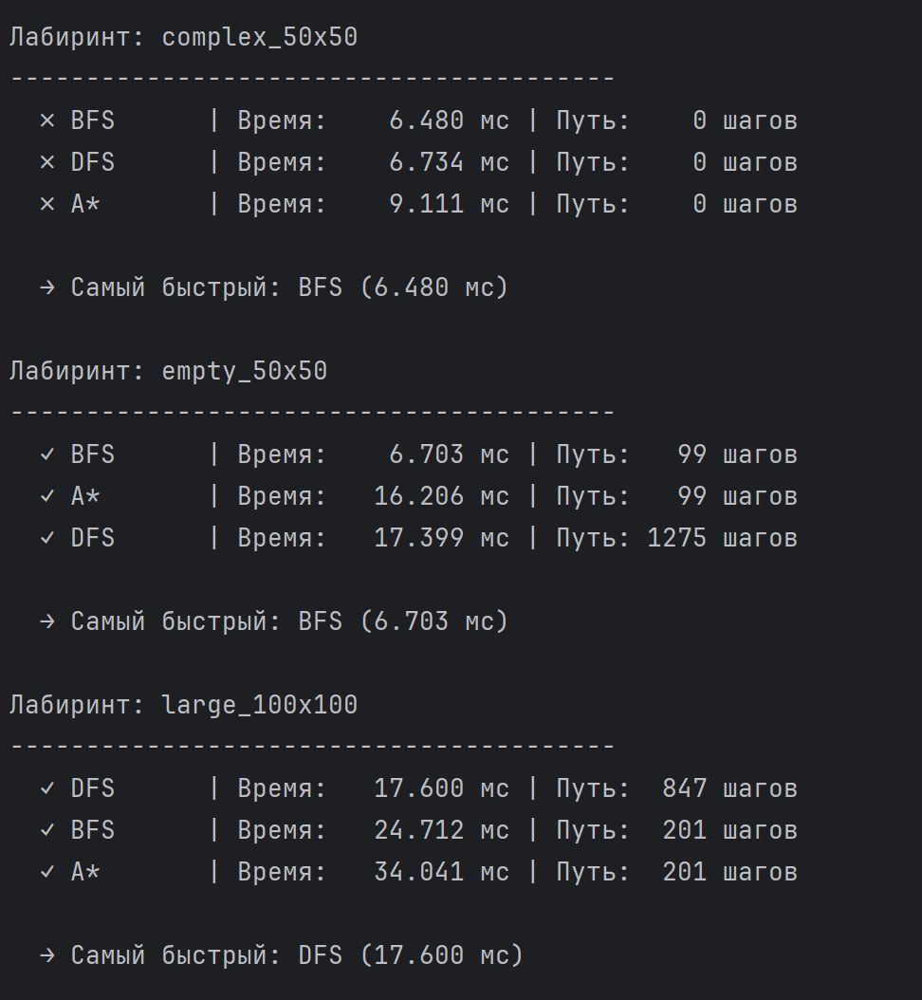 Лабиринт: complex_50x50
----------------------------------------
  ✗ BFS      | Время:    6.480 мс | Путь:    0 шагов
  ✗ DFS      | Время:    6.734 мс | Путь:    0 шагов
  ✗ A*       | Время:    9.111 мс | Путь:    0 шагов
  → Самый быстрый: BFS (6.480 мс)
Лабиринт: empty_50x50
----------------------------------------
  ✓ BFS      | Время:    6.703 мс | Путь:   99 шагов
  ✓ A*       | Время:   16.206 мс | Путь:   99 шагов
  ✓ DFS      | Время:   17.399 мс | Путь: 1275 шагов
  → Самый быстрый: BFS (6.703 мс)
Лабиринт: large_100x100
----------------------------------------
  ✓ DFS      | Время:   17.600 мс | Путь:  847 шагов
  ✓ BFS      | Время:   24.712 мс | Путь:  201 шагов
  ✓ A*       | Время:   34.041 мс | Путь:  201 шагов
  → Самый быстрый: DFS (17.600 мс)